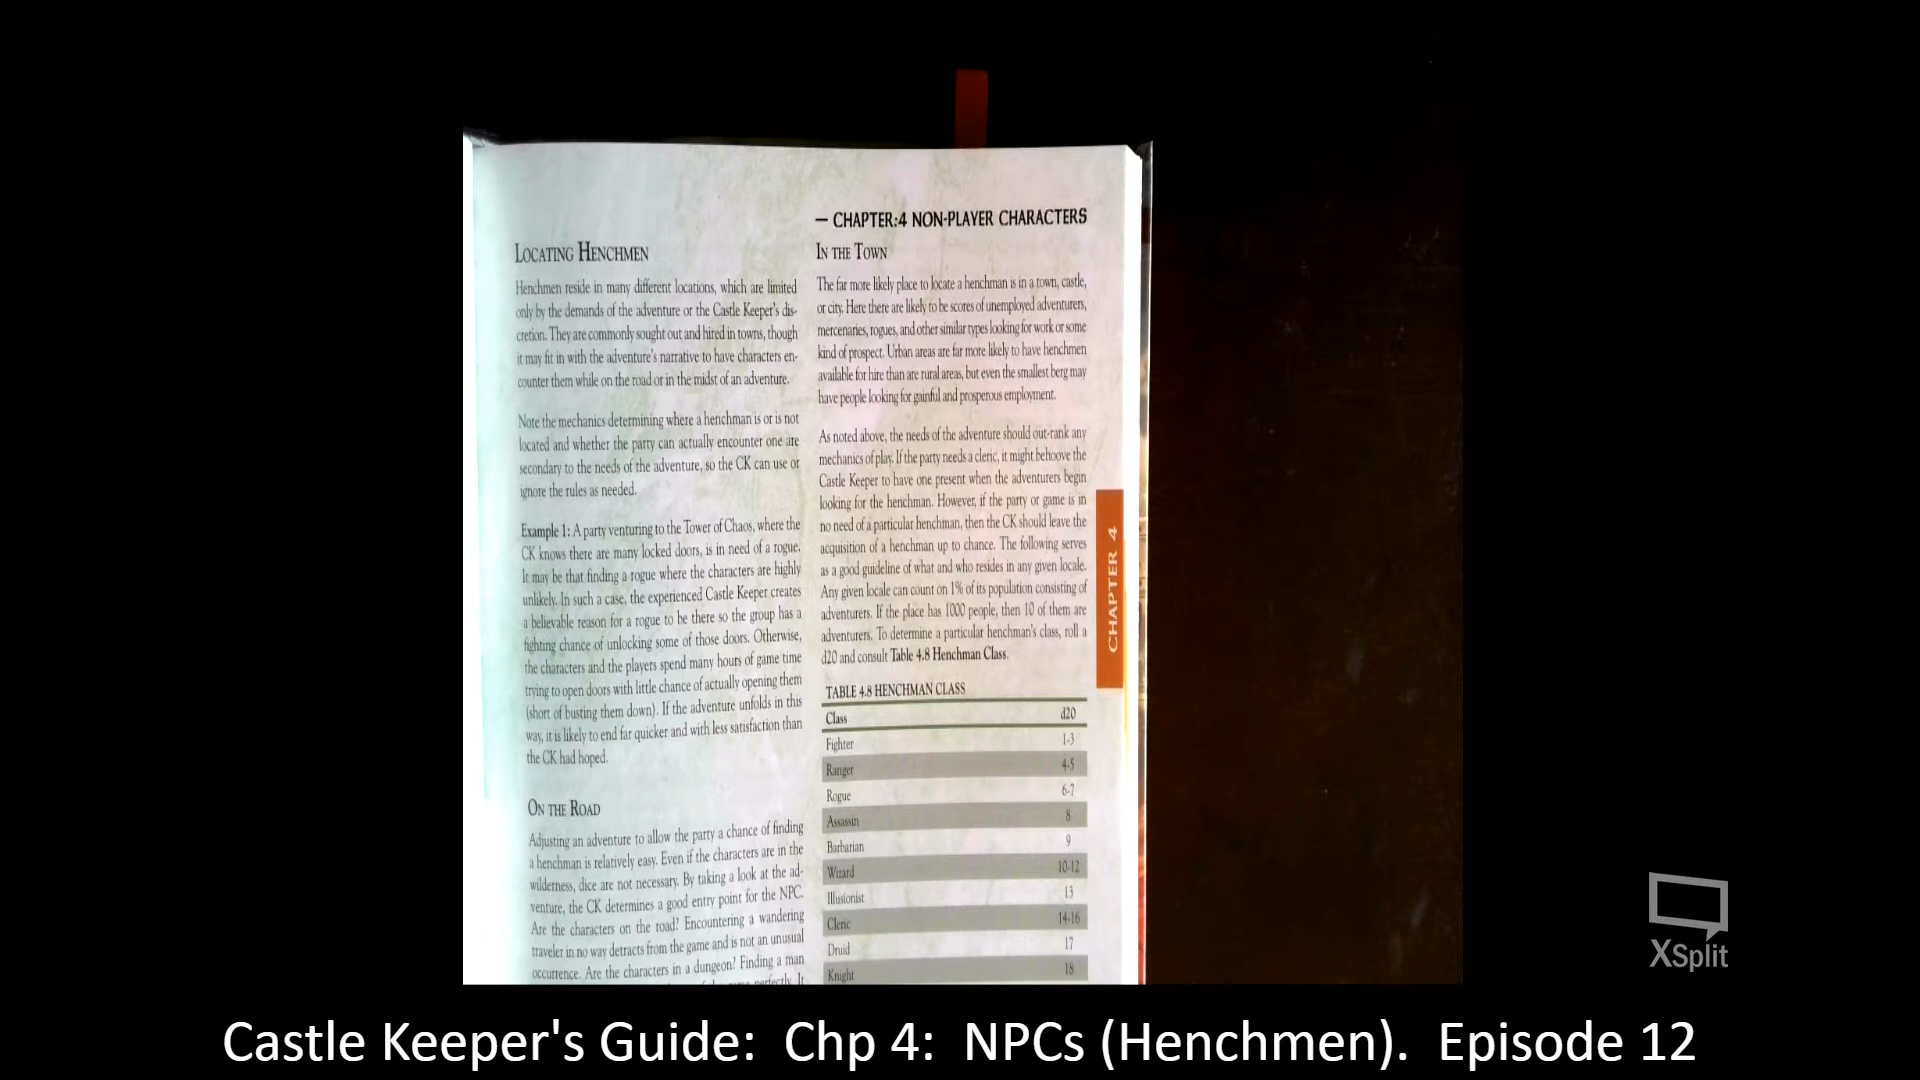 — CHAPTER:4 NON-PLAYER CHARACTERS
LOCATING HENCHMEN
Henchmen reside in many different locations, which are limited
only by the demands of the adventure or the Castle Keeper's dis-
cretion. They are commonly sought out and hired in towns, though
it may fit in with the adventure's narrative to have characters en-
counter them while on the road or in the midst of an adventure.
Note the mechanics determining where a henchman is or is not
located and whether the party can actually encounter one are
secondary to the needs of the adventure, so the CK can use or
ignore the rules as needed.
Example 1: A party venturing to the Tower of Chaos, where the
CK knows there are many locked doors, is in need of a rogue.
It may be that finding a rogue where the characters are highly
unlikely. In such a case, the experienced Castle Keeper creates
a believable reason for a rogue to be there so the group has a
fighting chance of unlocking some of those doors. Otherwise,
the characters and the players spend many hours of game time
trying to open doors with little chance of actually opening them
(short of busting them down). If the adventure unfolds in this
way, it is likely to end far quicker and with less satisfaction than
the CK had hoped.
ON THE ROAD
Adjusting an adventure to allow the party a chance of finding
a henchman is relatively easy. Even if the characters are in the
wilderness, dice are not necessary. By taking a look at the ad-
venture, the CK determines a good entry point for the NPC.
Are the characters on the road? Encountering a wandering
traveler in no way detracts from the game and is not an unusual
occurrence. Are the characters in a dungeon? Finding a man
perfectly. It
IN THE TOWN
The far more likely place to locate a henchman is in a town, castle,
or city. Here there are likely to be scores of unemployed adventurers,
mercenaries, rogues, and other similar types looking for work or some
kind of prospect. Urban areas are far more likely to have henchmen
available for hire than are rural areas, but even the smallest berg may
have people looking for gainful and prosperous employment.
As noted above, the needs of the adventure should out-rank any
mechanics of play. If the party needs a cleric, it might behoove the
Castle Keeper to have one present when the adventurers begin
looking for the henchman. However, if the party or game is in
no need of a particular henchman, then the CK should leave the
acquisition of a henchman up to chance. The following serves
as a good guideline of what and who resides in any given locale.
Any given locale can count on 1% of its population consisting of
adventurers. If the place has 1000 people, then 10 of them are
adventurers. To determine a particular henchman's class, roll a
d20 and consult Table 4.8 Henchman Class.
TABLE 4.8 HENCHMAN CLASS
Class d20
Fighter 1-3
Ranger 4-5
Rogue 6-7
Assassin 8
Barbarian 9
Wizard 10-12
Illusionist 13
Cleric 14-16
Druid 17
Knight 18
CHAPTER 4
XSplit
Castle Keeper's Guide: Chp 4: NPCs (Henchmen). Episode 12